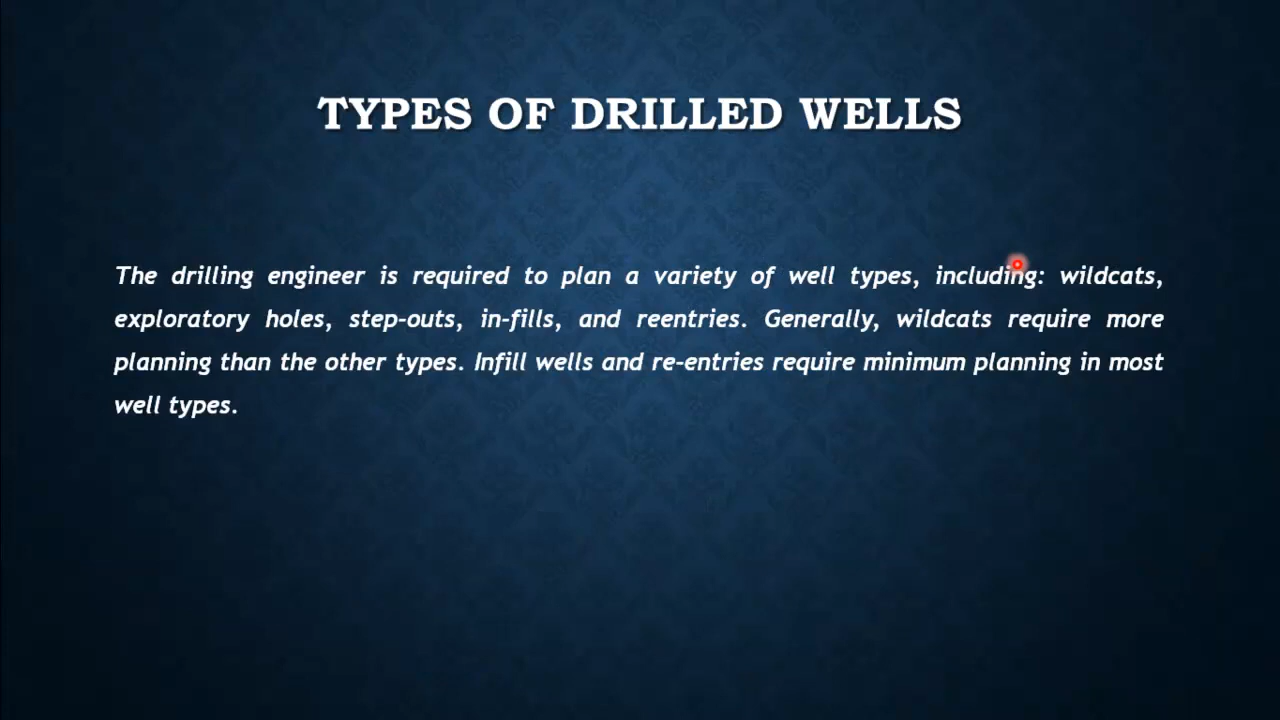 TYPES OF DRILLED WELLS
The drilling engineer is required to plan a variety of well types, including: wildcats,
exploratory holes, step-outs, in-fills, and reentries. Generally, wildcats require more
planning than the other types. Infill wells and re-entries require minimum planning in most
well types.